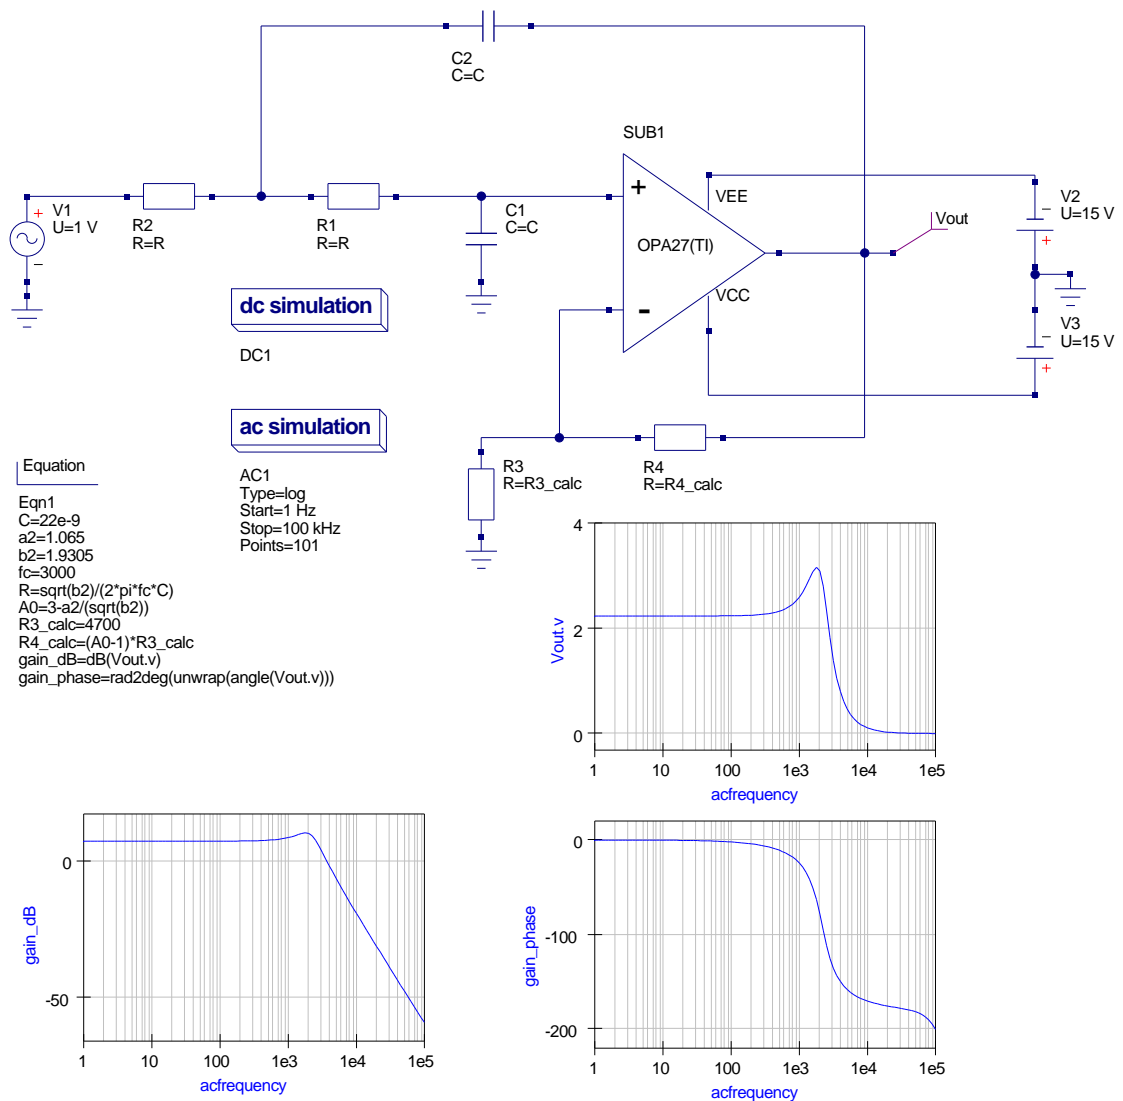 C2
C=C
SUB1
+
VEE
V1
U=1 V
+
−
R2
R=R
R1
R=R
C1
C=C
OPA27(TI)
Vout
−
V2
U=15 V
+
VCC
-
−
V3
U=15 V
+
dc simulation
DC1
ac simulation
AC1
Type=log
Start=1 Hz
Stop=100 kHz
Points=101
R3
R=R3_calc
R4
R=R4_calc
Equation
Eqn1
C=22e-9
a2=1.065
b2=1.9305
fc=3000
R=sqrt(b2)/(2*pi*fc*C)
A0=3-a2/(sqrt(b2))
R3_calc=4700
R4_calc=(A0-1)*R3_calc
gain_dB=dB(Vout.v)
gain_phase=rad2deg(unwrap(angle(Vout.v)))
4
2
0
Vout.v
1 10 100 1e3 1e4 1e5
acfrequency
0
-50
gain_dB
1 10 100 1e3 1e4 1e5
acfrequency
0
-100
-200
gain_phase
1 10 100 1e3 1e4 1e5
acfrequency